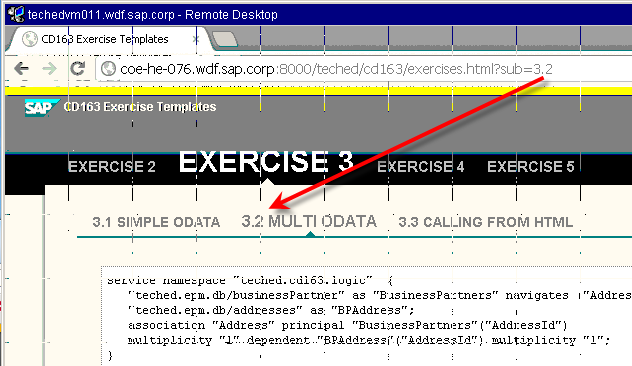 techedvm011.wdf.sap.corp - Remote Desktop
CD163 Exercise Templates
coe-he-076.wdf.sap.corp:8000/teched/cd163/exercises.html?sub=3.2
SAP CD163 Exercise Templates
EXERCISE 2 EXERCISE 3 EXERCISE 4 EXERCISE 5
3.1 SIMPLE ODATA 3.2 MULTI ODATA 3.3 CALLING FROM HTML
service namespace "teched.cd163.logic" {
"teched.epm.db/businessPartner" as "BusinessPartners" navigates ("Address
"teched.epm.db/addresses" as "BPAddress";
association "Address" principal "BusinessPartners"("AddressId")
multiplicity "1" dependent "BPAddress"("AddressId") multiplicity "1";
}